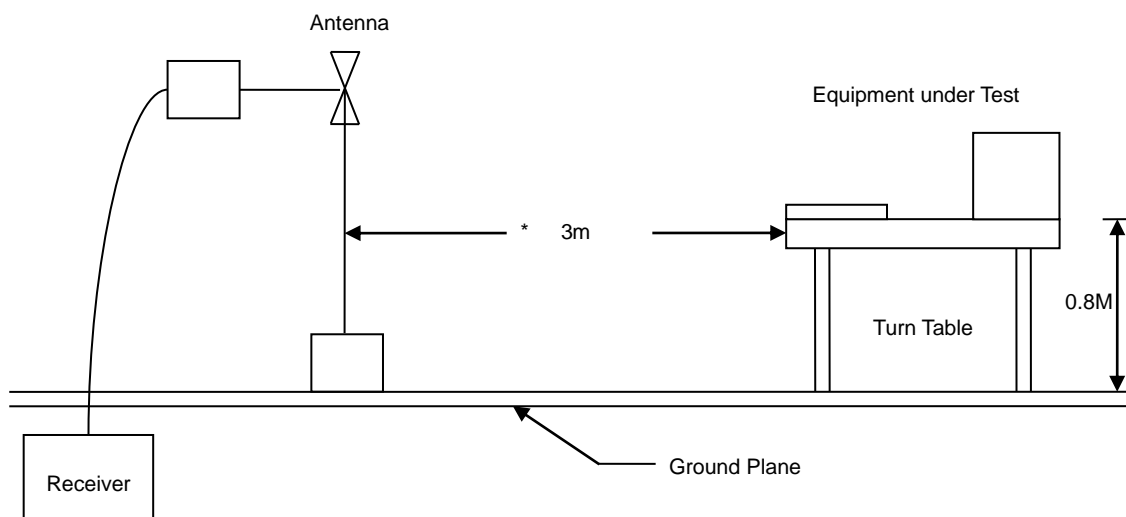 Antenna
Equipment under Test
* 3m
0.8M
Turn Table
Ground Plane
Receiver